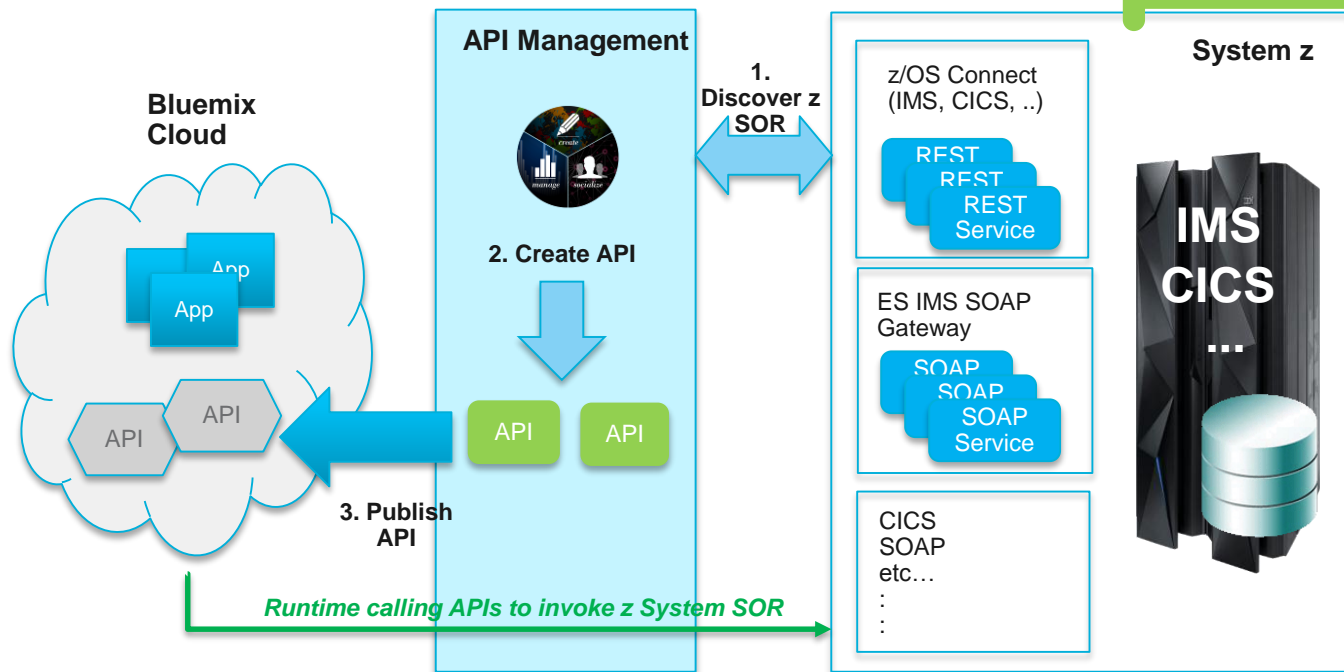 API Management
System z
Bluemix
Cloud
1.
Discover z
SOR
z/OS Connect
(IMS, CICS, ..)
create
manage
socialize
REST
REST
REST
Service
2. Create API
App
App
IMS
CICS
...
ES IMS SOAP
Gateway
SOAP
SOAP
SOAP
Service
API
API
API
API
3. Publish
API
CICS
SOAP
etc…
:
:
Runtime calling APIs to invoke z System SOR